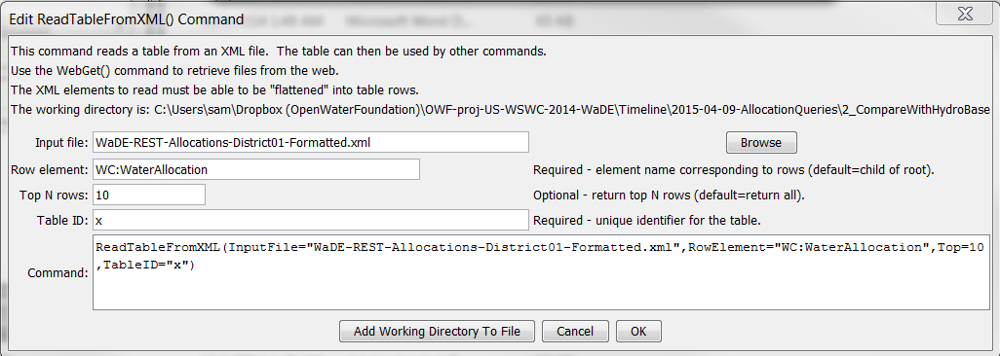 Edit ReadTableFromXML() Command
This command reads a table from an XML file. The table can then be used by other commands.
Use the WebGet() command to retrieve files from the web.
The XML elements to read must be able to be "flattened" into table rows.
The working directory is: C:\Users\sam\Dropbox (OpenWaterFoundation)\OWF-proj-US-WSWC-2014-WaDE\Timeline\2015-04-09-AllocationQueries\2_CompareWithHydroBase
Input file: WaDE-REST-Allocations-District01-Formatted.xml Browse
Row element: WC:WaterAllocation Required - element name corresponding to rows (default=child of root).
Top N rows: 10 Optional - return top N rows (default=return all).
Table ID: x Required - unique identifier for the table.
Command: ReadTableFromXML(InputFile="WaDE-REST-Allocations-District01-Formatted.xml",RowElement="WC:WaterAllocation",Top=10
,TableID="x")
Add Working Directory To File Cancel OK